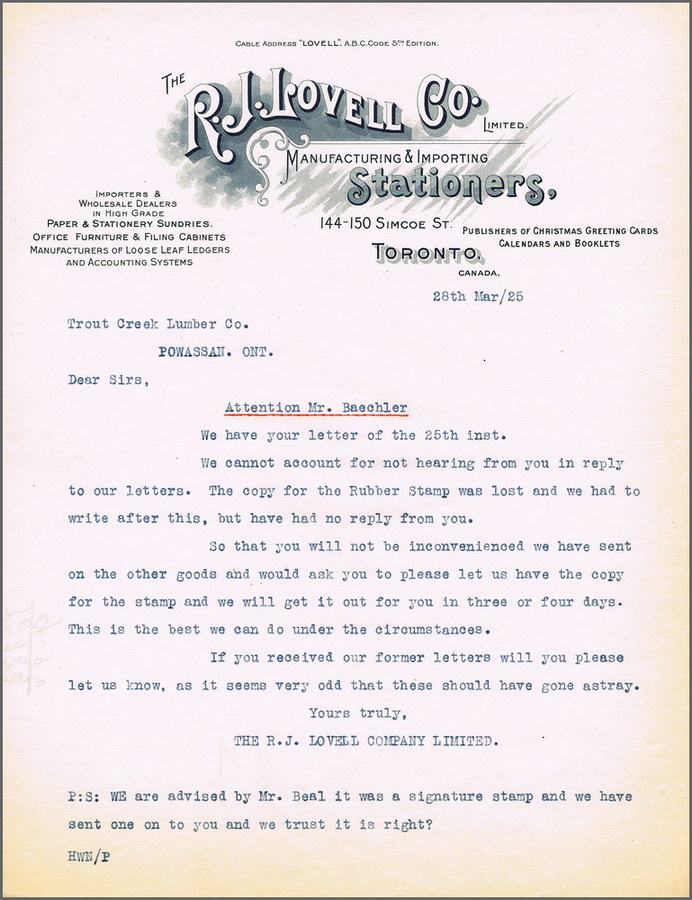 CABLE ADDRESS "LOVELL". A.B.C. CODE 5TH EDITION.
THE
R.J. LOVELL CO.
LIMITED.
MANUFACTURING & IMPORTING
Stationers,
144-150 SIMCOE ST.
TORONTO,
CANADA.
IMPORTERS &
WHOLESALE DEALERS
IN HIGH GRADE
PAPER & STATIONERY SUNDRIES.
OFFICE FURNITURE & FILING CABINETS
MANUFACTURERS OF LOOSE LEAF LEDGERS
AND ACCOUNTING SYSTEMS
PUBLISHERS OF CHRISTMAS GREETING CARDS
CALENDARS AND BOOKLETS
28th Mar/25
Trout Creek Lumber Co.
POWASSAN. ONT.
Dear Sirs,
Attention Mr. Baechler
We have your letter of the 25th inst.
We cannot account for not hearing from you in reply
to our letters. The copy for the Rubber Stamp was lost and we had to
write after this, but have had no reply from you.
So that you will not be inconvenienced we have sent
on the other goods and would ask you to please let us have the copy
for the stamp and we will get it out for you in three or four days.
This is the best we can do under the circumstances.
If you received our former letters will you please
let us know, as it seems very odd that these should have gone astray.
Yours truly,
THE R.J. LOVELL COMPANY LIMITED.
P:S: WE are advised by Mr. Beal it was a signature stamp and we have
sent one on to you and we trust it is right?
HWN/P